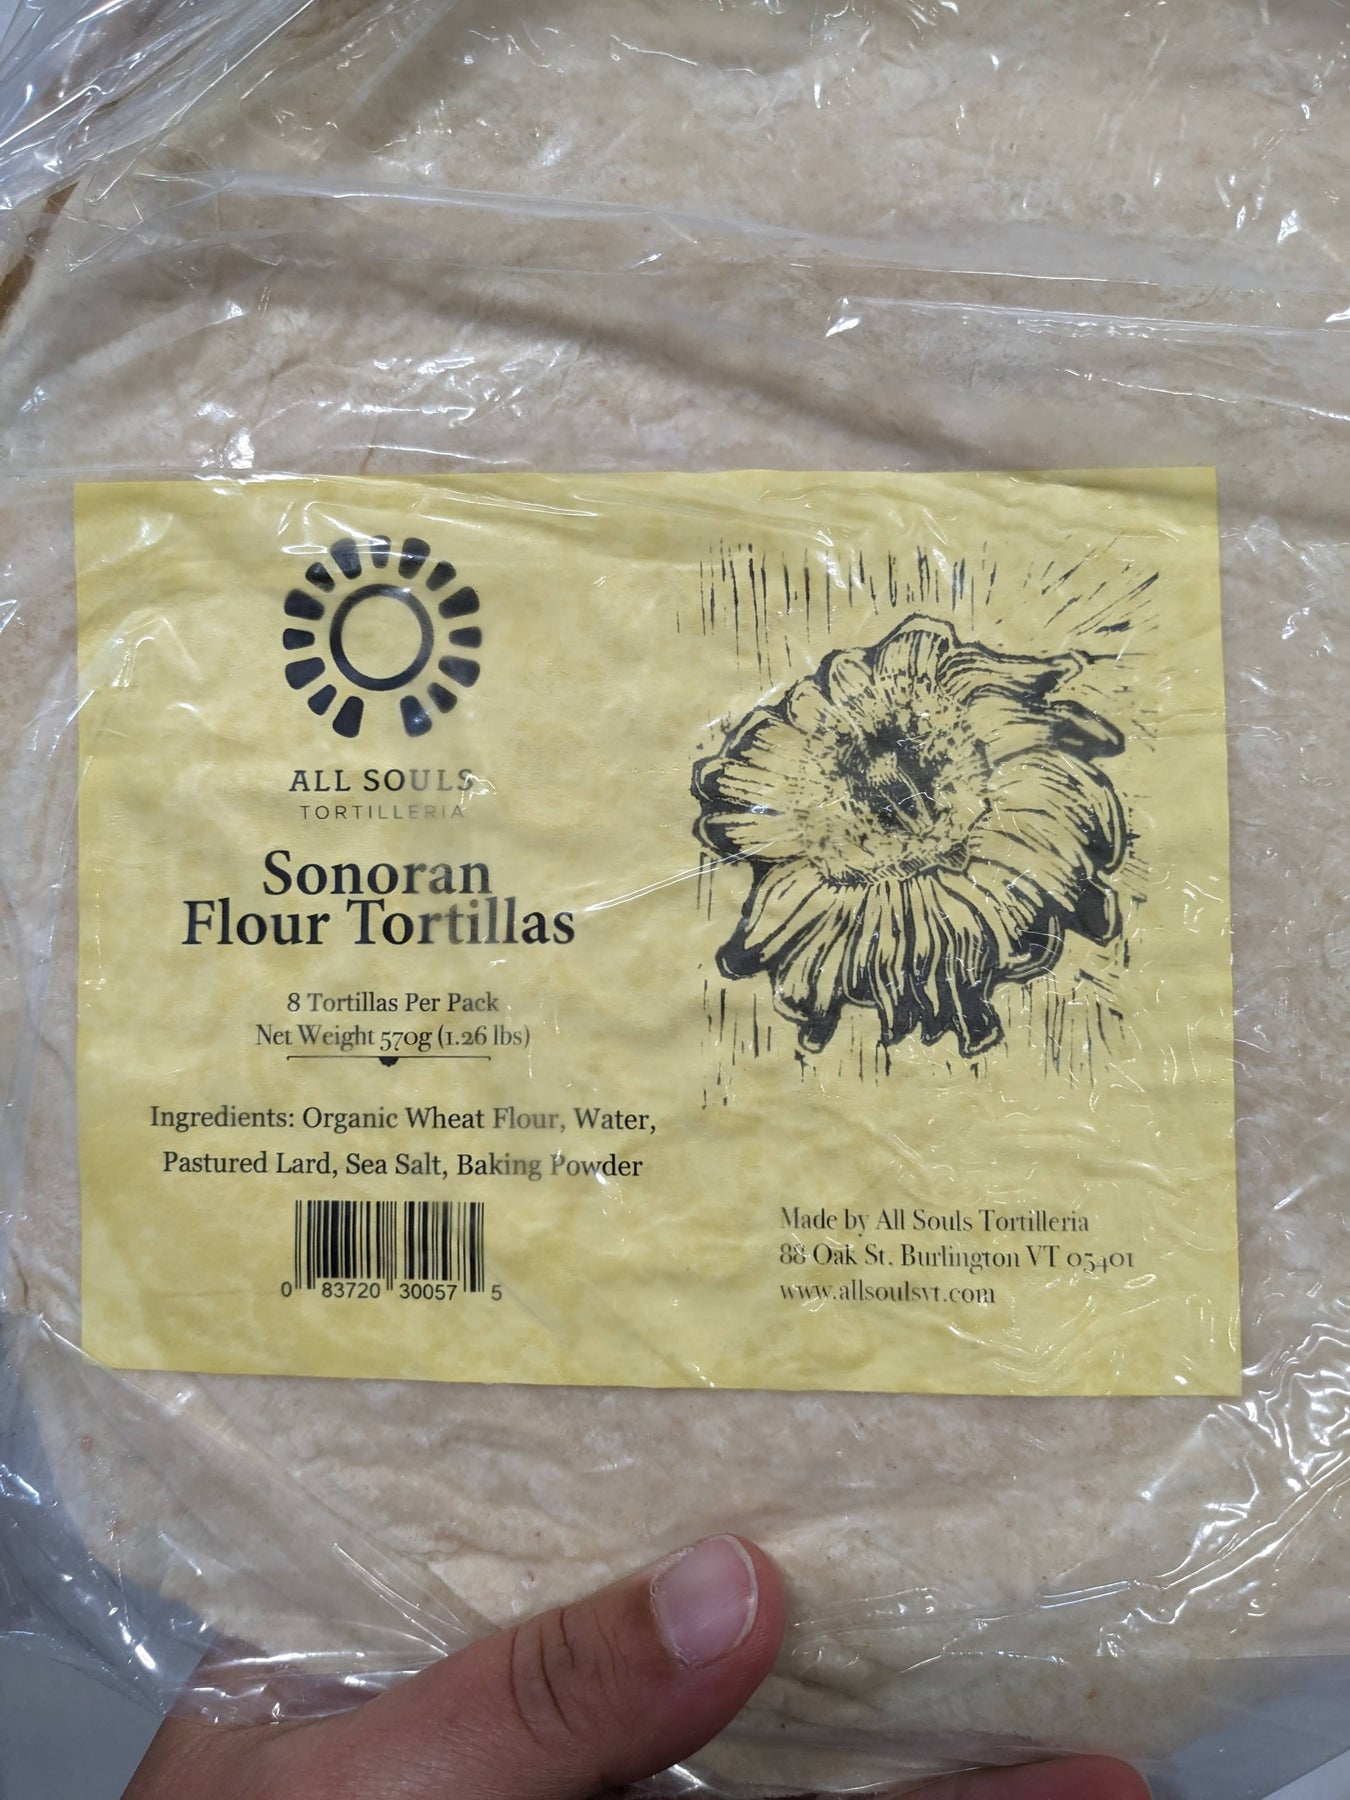 ALL SOULS
TORTILLERIA
Sonoran
Flour Tortillas
8 Tortillas Per Pack
Net Weight 570g (1.26 lbs)
Ingredients: Organic Wheat Flour, Water,
Pastured Lard, Sea Salt, Baking Powder
0 83720 30057 5
Made by All Souls Tortilleria
88 Oak St. Burlington VT 05401
www.allsoulsvt.com